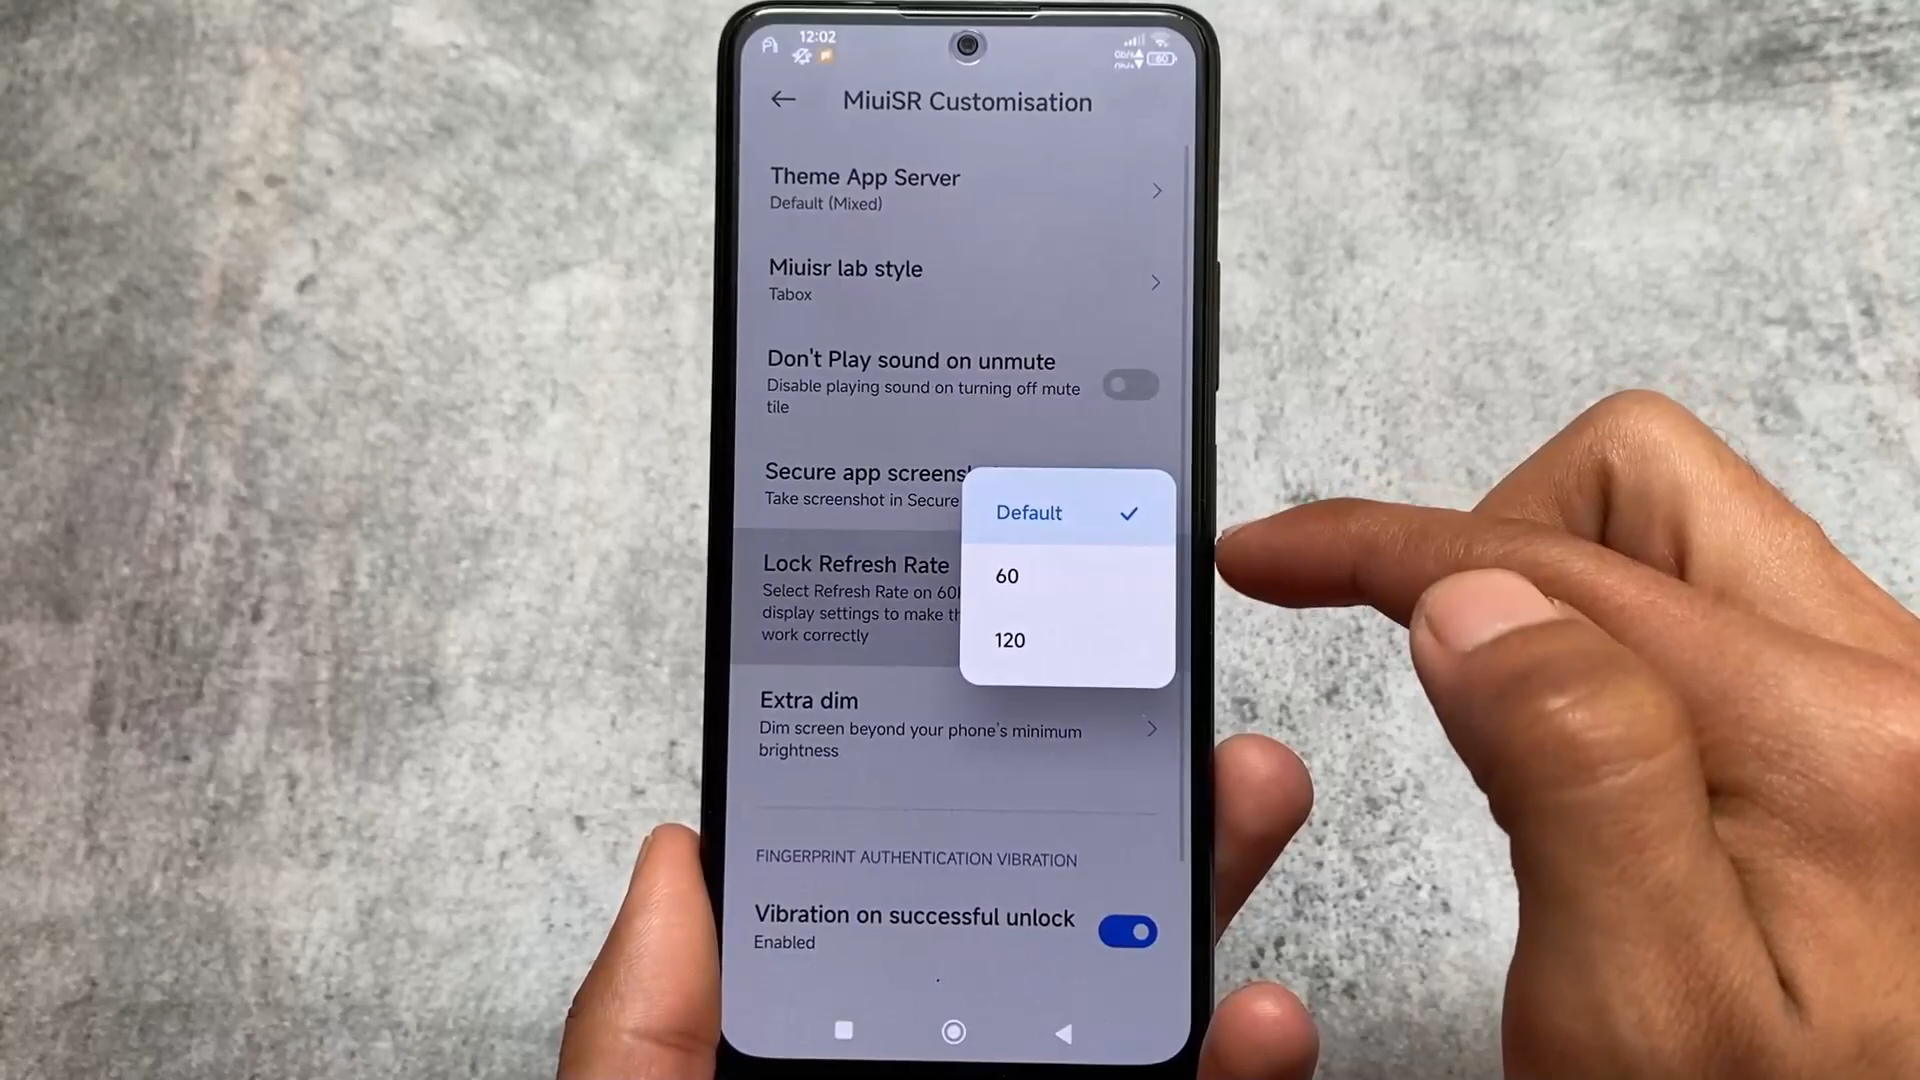 12:02
60
MiuiSR Customisation
Theme App Server
Default (Mixed)
Miuisr lab style
Tabox
Don't Play sound on unmute
Disable playing sound on turning off mute
tile
Secure app
Take screenshot in Secure
Default
60
120
Lock Refresh Rate
Select Refresh Rate on
display settings to make
work correctly
Extra dim
Dim screen beyond your phone's minimum
brightness
FINGERPRINT AUTHENTICATION VIBRATION
Vibration on successful unlock
Enabled